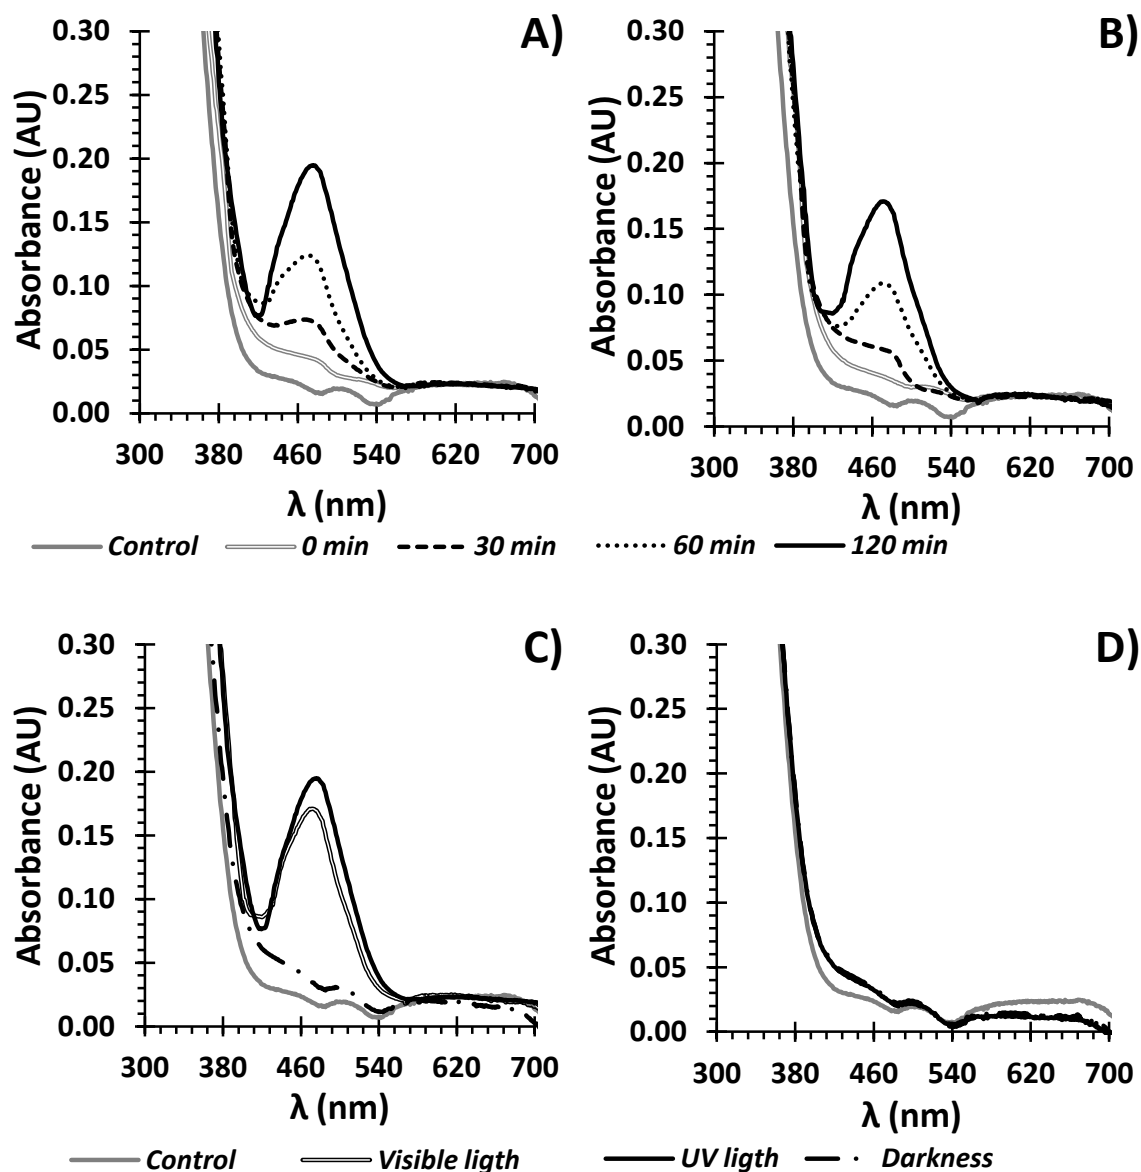 A)
0.30
0.25
0.20
0.15
0.10
0.05
0.00
Absorbance (AU)
300 380 460 540 620 700
λ (nm)
B)
0.30
0.25
0.20
0.15
0.10
0.05
0.00
Absorbance (AU)
300 380 460 540 620 700
λ (nm)
Control 0 min 30 min 60 min 120 min
C)
0.30
0.25
0.20
0.15
0.10
0.05
0.00
Absorbance (AU)
300 380 460 540 620 700
λ (nm)
D)
0.30
0.25
0.20
0.15
0.10
0.05
0.00
Absorbance (AU)
300 380 460 540 620 700
λ (nm)
Control Visible ligth UV ligth Darkness